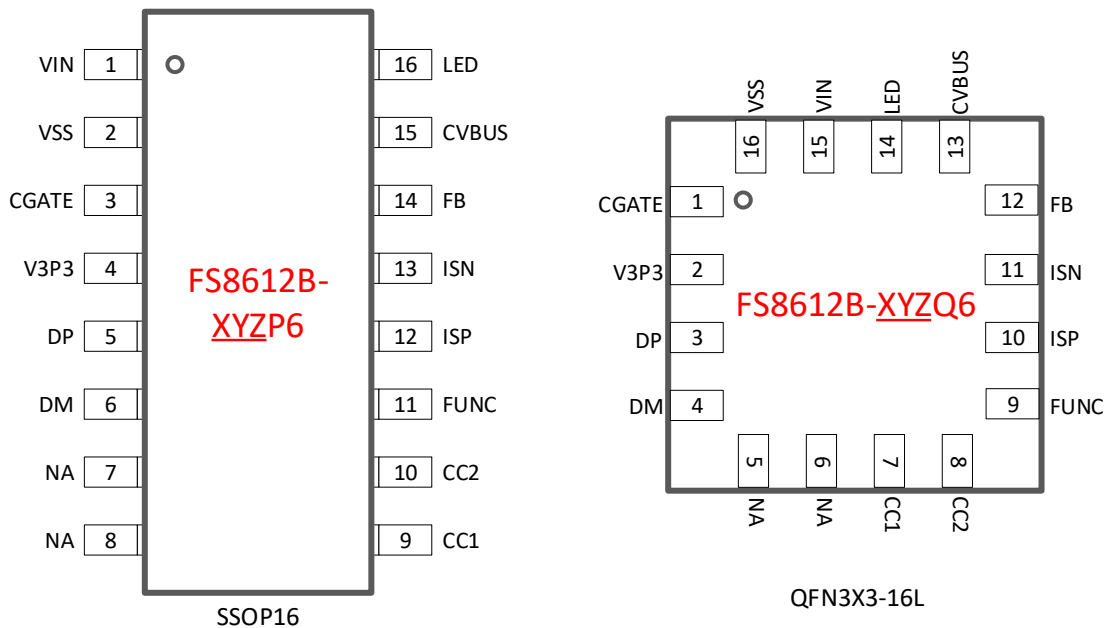 VIN 1 16 LED
VSS 2 15 CVBUS
CGATE 3 14 FB
V3P3 4 13 ISN
FS8612B-
XYZP6
DP 5 12 ISP
DM 6 11 FUNC
NA 7 10 CC2
NA 8 9 CC1
SSOP16
VSS VIN LED CVBUS
16 15 14 13
CGATE 1 12 FB
V3P3 2 11 ISN
FS8612B-XYZQ6
DP 3 10 ISP
DM 4 9 FUNC
5 6 7 8
NA NA CC1 CC2
QFN3X3-16L